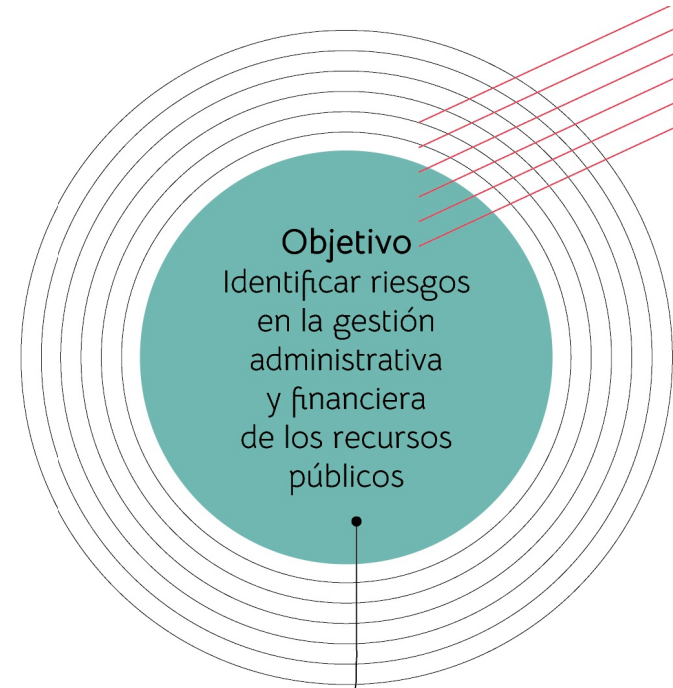 Objetivo
Identificar riesgos
en la gestión
administrativa
y financiera
de los recursos
públicos